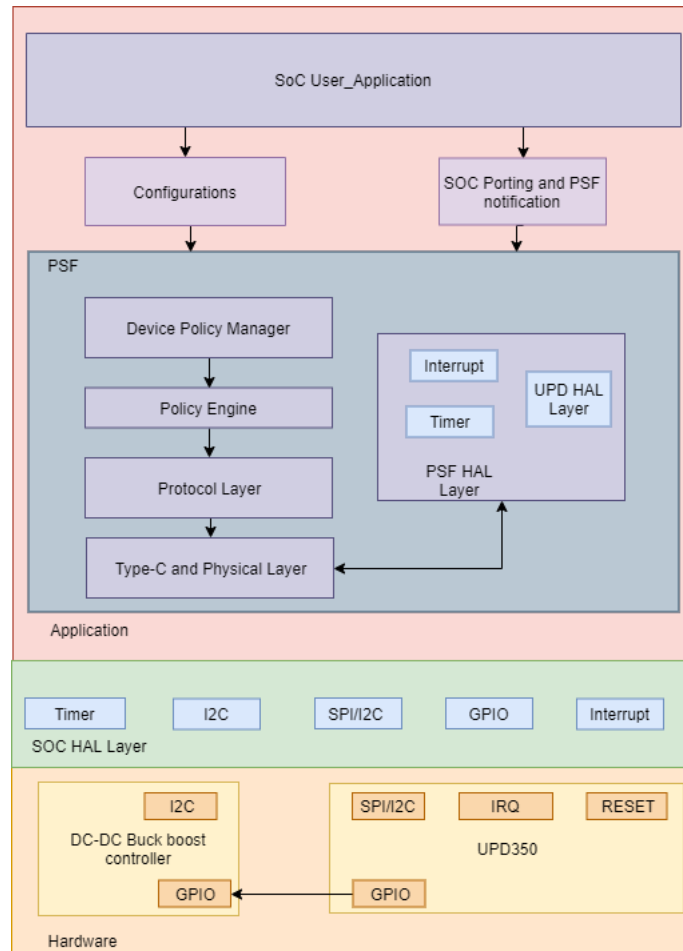 SoC User_Application
Configurations
SOC Porting and PSF
notification
PSF
Device Policy Manager
Policy Engine
Protocol Layer
Type-C and Physical Layer
Interrupt
UPD HAL
Layer
Timer
PSF HAL
Layer
Application
Timer
I2C
SPI/I2C
GPIO
Interrupt
SOC HAL Layer
I2C
DC-DC Buck boost
controller
GPIO
SPI/I2C
IRQ
RESET
UPD350
GPIO
Hardware